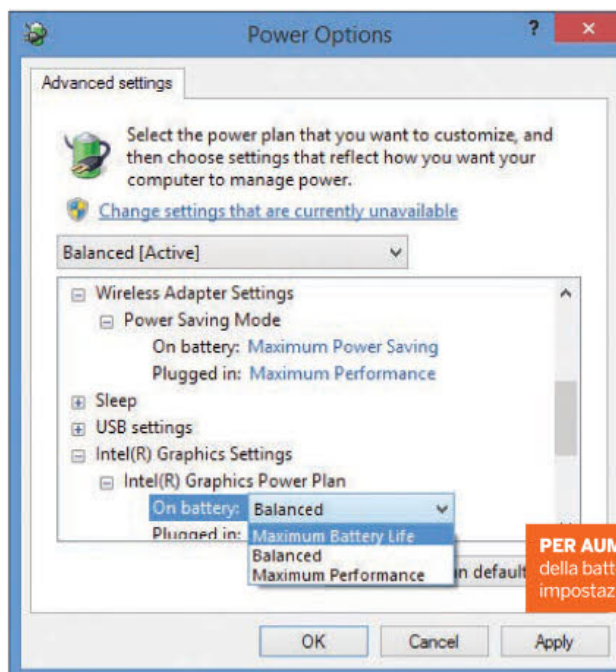 Power Options
?
Advanced settings
Select the power plan that you want to customize, and
then choose settings that reflect how you want your
computer to manage power.
Change settings that are currently unavailable
Balanced [Active]
Wireless Adapter Settings
Power Saving Mode
On battery: Maximum Power Saving
Plugged in: Maximum Performance
Sleep
USB settings
Intel(R) Graphics Settings
Intel(R) Graphics Power Plan
On battery: Balanced
Plugged in: Maximum Battery Life
Balanced
Maximum Performance
default
PER
della
OK
Cancel
Apply